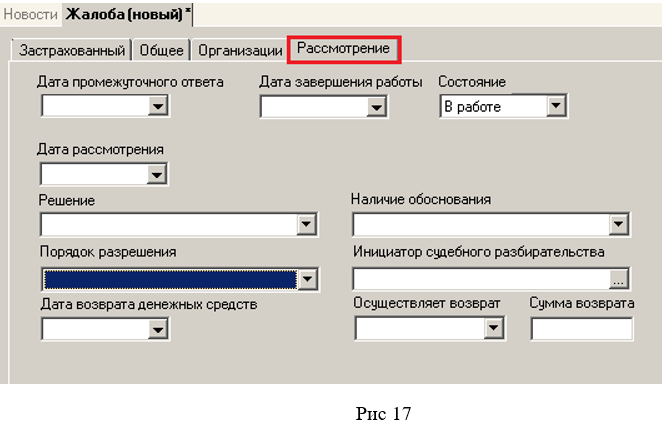 Новости Жалоба (новый)*
Застрахованный Общее Организации Рассмотрение
Дата промежуточного ответа Дата завершения работы Состояние
В работе
Дата рассмотрения
Решение Наличие обоснования
Порядок разрешения Инициатор судебного разбирательства
...
Дата возврата денежных средств Осуществляет возврат Сумма возврата
Рис 17